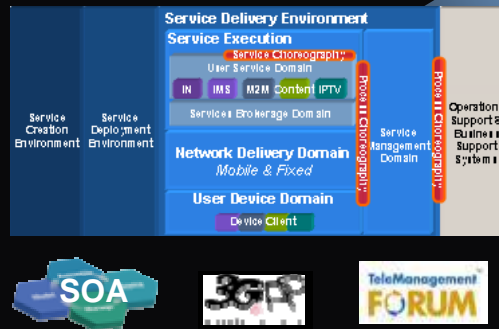 Service Delivery Environment
Service Execution
Service Choreography
User Service Domain
IN IMS M2M Content IPTV
Services Brokerage Domain
Network Delivery Domain
Mobile & Fixed
User Device Domain
Device Client
Service
Creation
Environment
Service
Deployment
Environment
Process Choreography
Service
Management
Domain
Process Choreography
Operation
Support &
Business
Support
Systems
SOA
3GPP
TeleManagement
FORUM